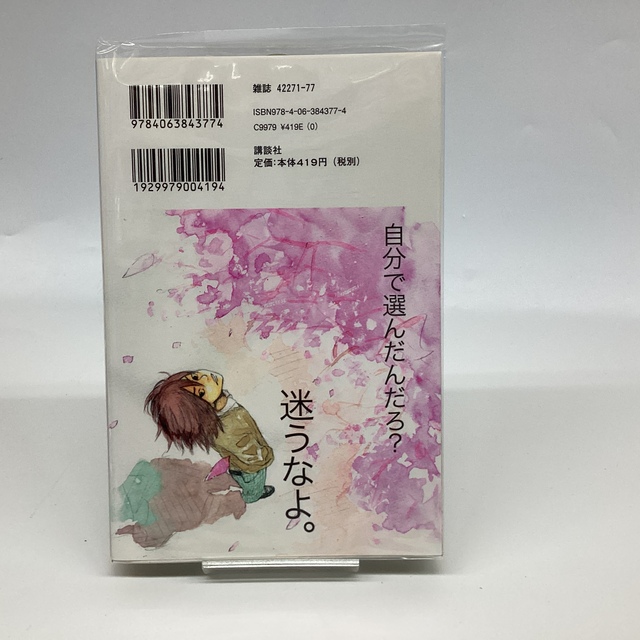 雑誌 42271-77
9784063843774
ISBN978-4-06-384377-4
C9979 ¥419E (0)
講談社
定価:本体419円(税別)
1929979004194
自分で選んだんだろ?
迷うなよ。